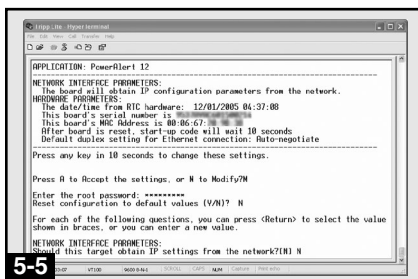 Tripp Lite - HyperTerminal
File Edit View Call Transfer Help
APPLICATION: PowerAlert 12
NETWORK INTERFACE PARAMETERS:
The board will obtain IP configuration parameters from the network.
HARDWARE PARAMETERS:
The date/time from RTC hardware: 12/01/2005 04:37:08
This board's serial number is
This board's MAC Address is 00:06:67:
After board is reset, start-up code will wait 10 seconds
Default duplex setting for Ethernet connection: Auto-negotiate
Press any key in 10 seconds to change these settings.
Press A to Accept the settings, or M to Modify?M
Enter the root password: *********
Reset configuration to default values (Y/N)? N
For each of the following questions, you can press <Return> to select the value
shown in braces, or you can enter a new value.
NETWORK INTERFACE PARAMETERS:
Should this target obtain IP settings from the network?[N] N
5-5 VT100 9600 8-N-1 SCROLL CAPS NUM Capture Print echo